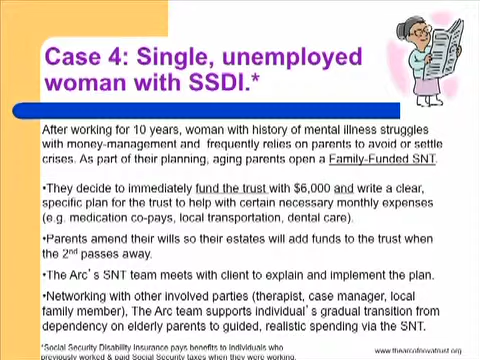 Case 4: Single, unemployed
woman with SSDI.*
After working for 10 years, woman with history of mental illness struggles
with money-management and frequently relies on parents to avoid or settle
crises. As part of their planning, aging parents open a Family-Funded SNT.
•They decide to immediately fund the trust with $6,000 and write a clear,
specific plan for the trust to help with certain necessary monthly expenses
(e.g. medication co-pays, local transportation, dental care).
•Parents amend their wills so their estates will add funds to the trust when
the 2nd passes away.
•The Arc's SNT team meets with client to explain and implement the plan.
•Networking with other involved parties (therapist, case manager, local
family member), The Arc team supports individual's gradual transition from
dependency on elderly parents to guided, realistic spending via the SNT.
*Social Security Disability Insurance pays benefits to individuals who
previously worked & paid Social Security taxes when they were working.
www.thearcofnovatrust.org